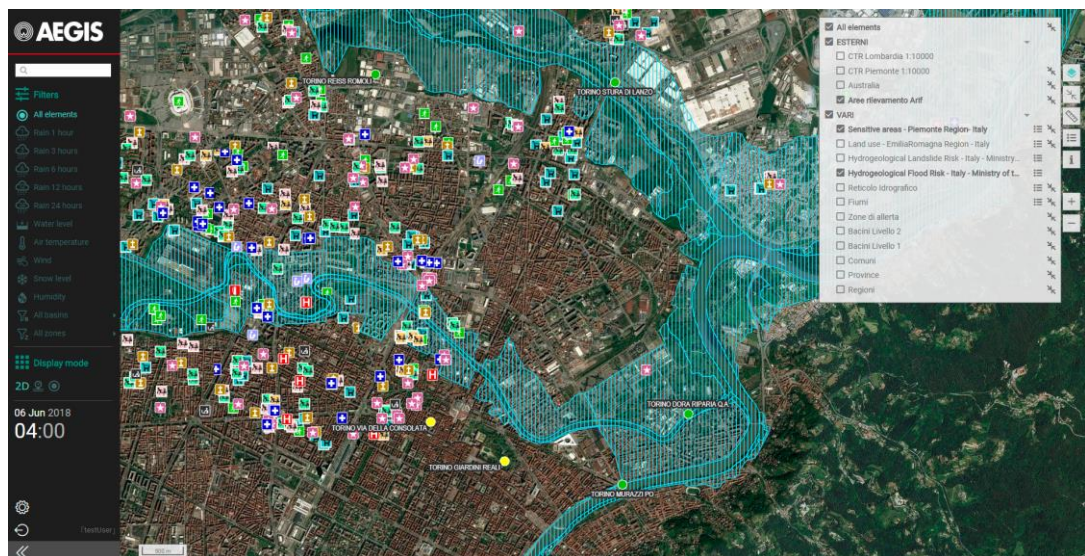 AEGIS
Filters
All elements
Rain 1 hour
Rain 3 hours
Rain 6 hours
Rain 12 hours
Rain 24 hours
Water level
Air temperature
Wind
Snow level
Humidity
All basins
All zones
Display mode
2D
06 Jun 2018
04:00
[testUser]
TORINO REISS ROMOLI
TORINO STURA DI LANZO
TORINO DORA RIPARIA
TORINO VIA DELLA CONSOLATA
TORINO GIARDINI REALI
TORINO MURAZZI PO
All elements
ESTERNI
CTR Lombardia 1:10000
CTR Piemonte 1:10000
Australia
Aree rilevamento Arif
VARI
Sensitive areas - Piemonte Region- Italy
Land use - EmiliaRomagna Region - Italy
Hydrogeological Landslide Risk - Italy - Ministry...
Hydrogeological Flood Risk - Italy - Ministry of t...
Reticolo Idrografico
Fiumi
Zone di allerta
Bacini Livello 2
Bacini Livello 1
Comuni
Province
Regioni